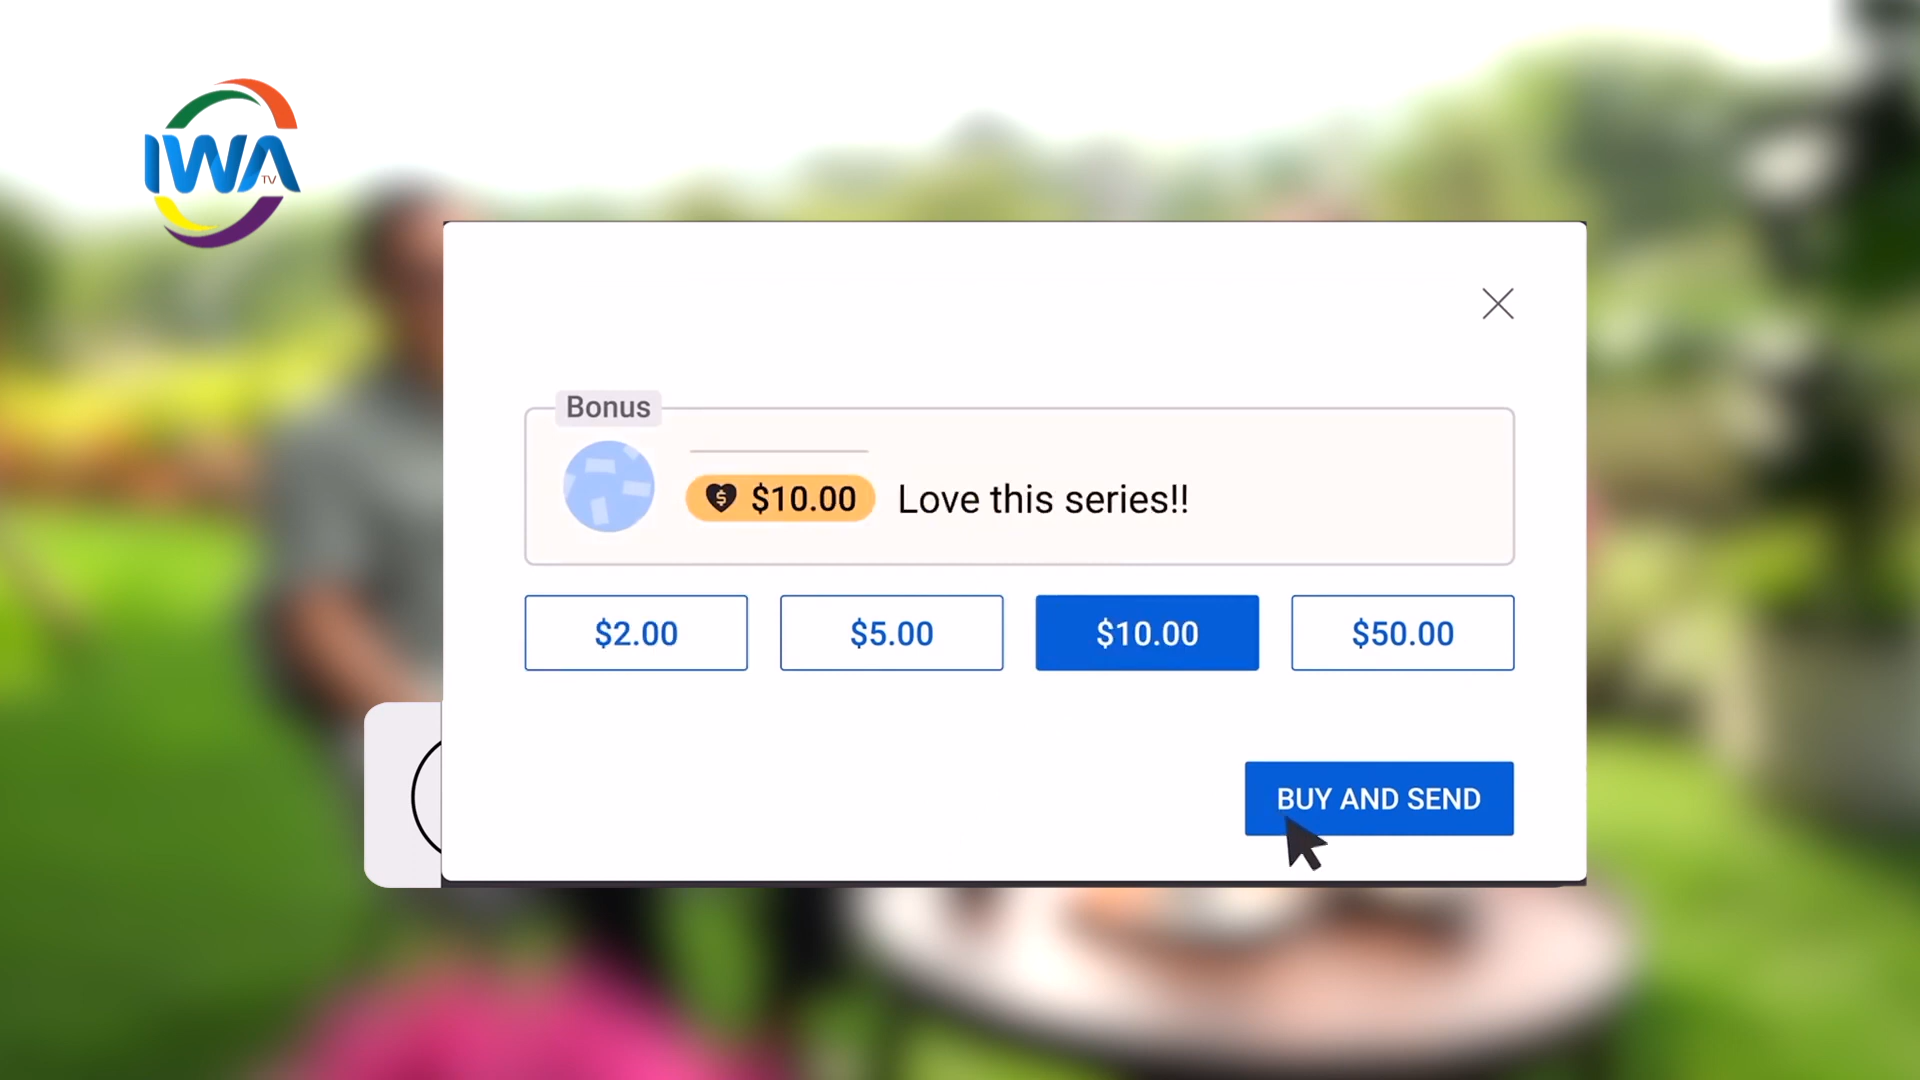 IWA
TV
Bonus
$10.00 Love this series!!
$2.00 $5.00 $10.00 $50.00
BUY AND SEND